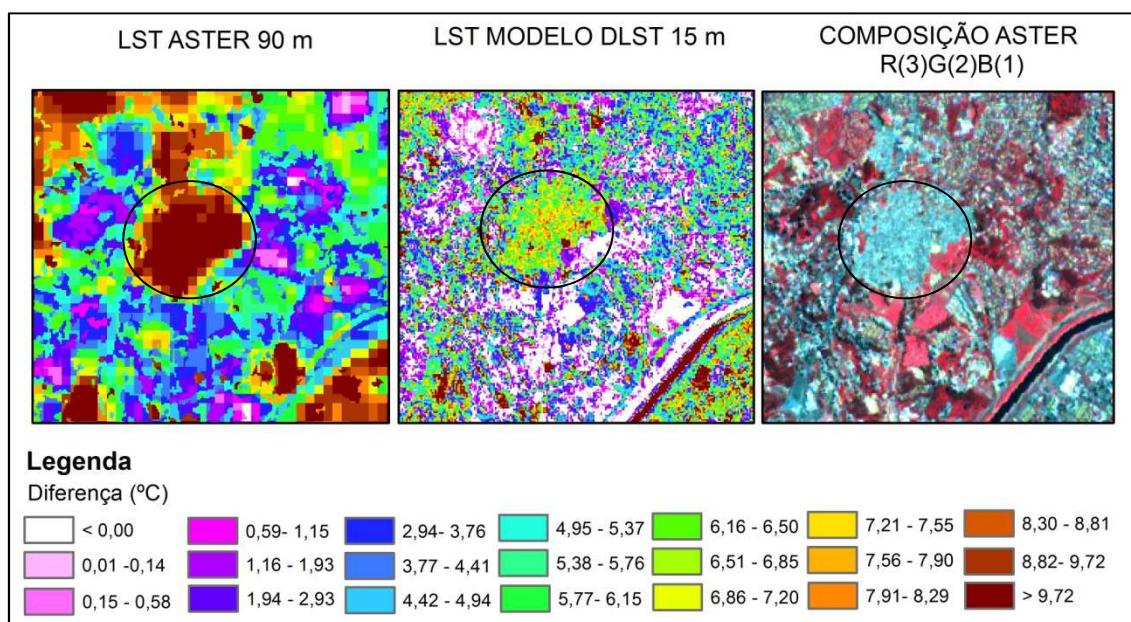 LST ASTER 90 m
LST MODELO DLST 15 m
COMPOSIÇÃO ASTER
R(3)G(2)B(1)
Legenda
Diferença (ºC)
< 0,00
0,01 -0,14
0,15 - 0,58
0,59- 1,15
1,16 - 1,93
1,94 - 2,93
2,94- 3,76
3,77 - 4,41
4,42 - 4,94
4,95 - 5,37
5,38 - 5,76
5,77- 6,15
6,16 - 6,50
6,51 - 6,85
6,86 - 7,20
7,21 - 7,55
7,56 - 7,90
7,91- 8,29
8,30 - 8,81
8,82- 9,72
> 9,72